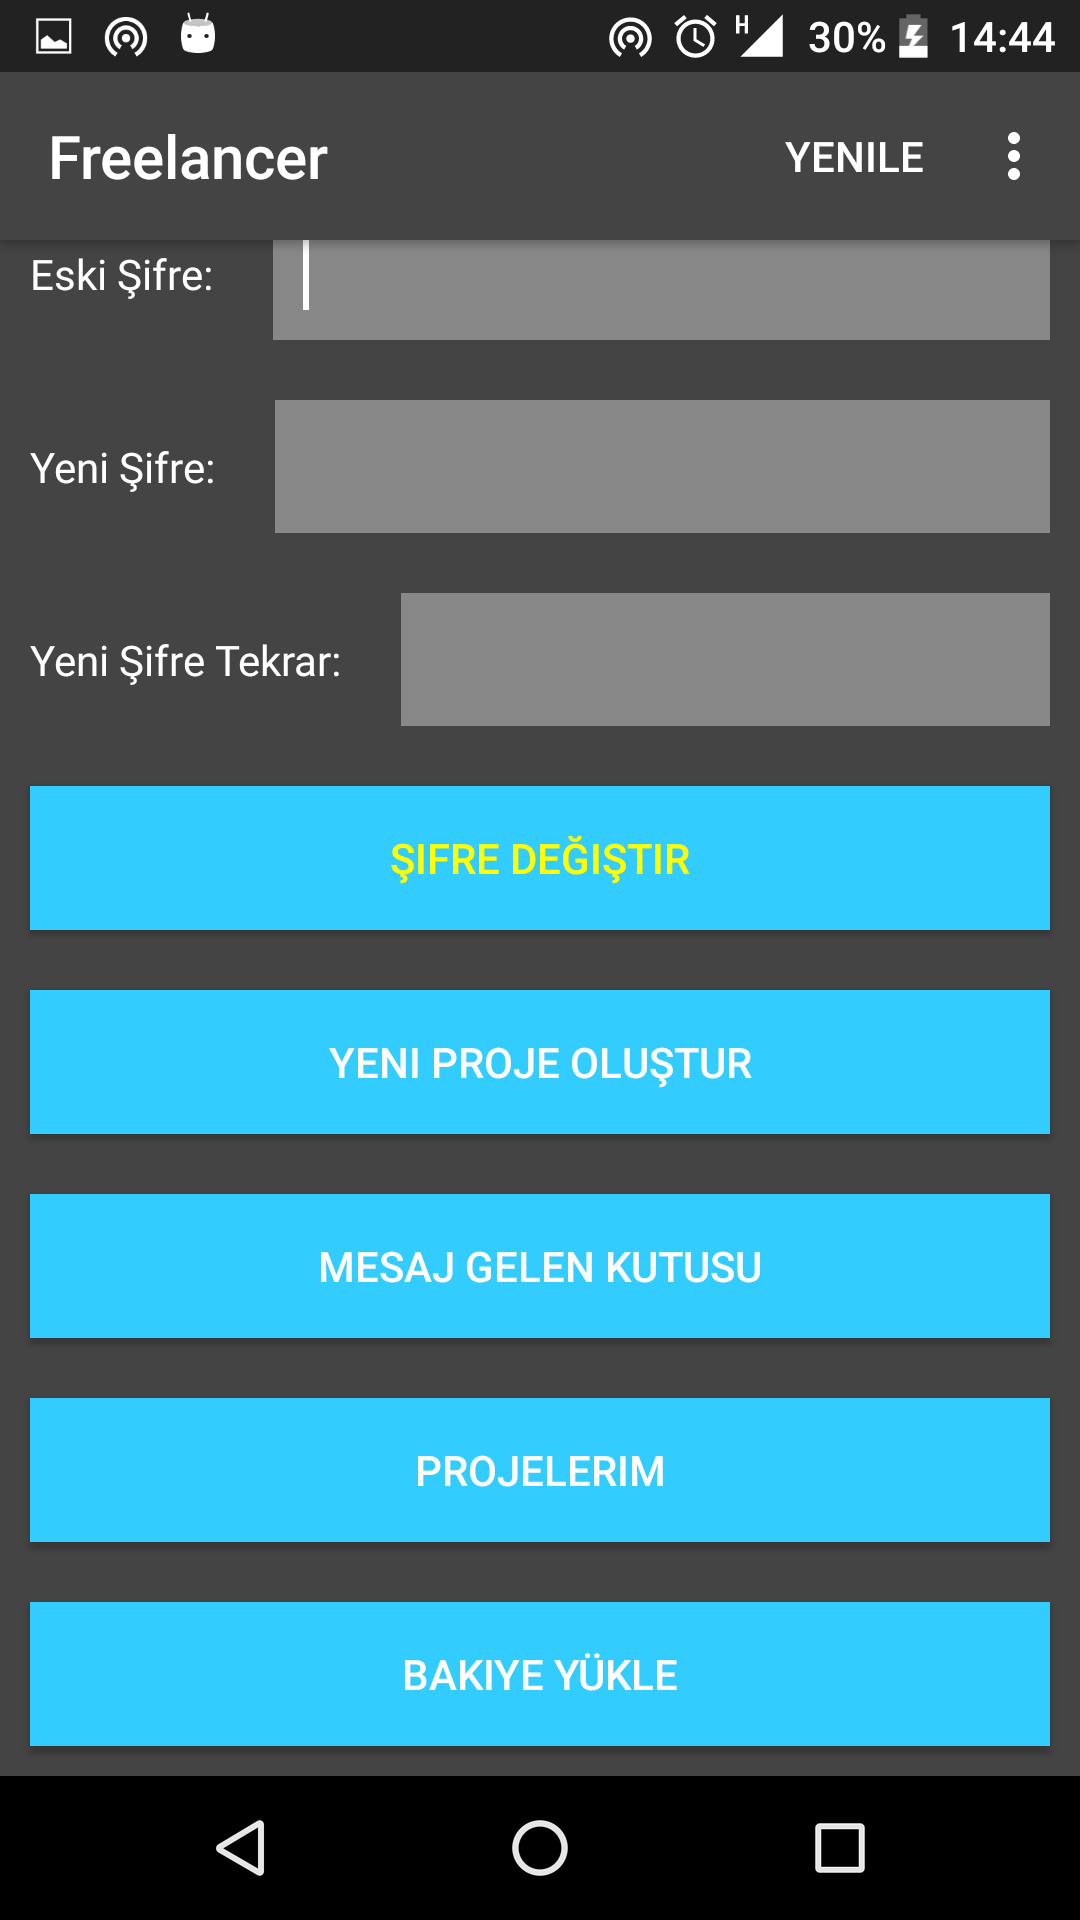 H 30% 14:44
Freelancer YENILE
Eski Şifre:
Yeni Şifre:
Yeni Şifre Tekrar:
ŞIFRE DEĞIŞTIR
YENI PROJE OLUŞTUR
MESAJ GELEN KUTUSU
PROJELERIM
BAKIYE YÜKLE